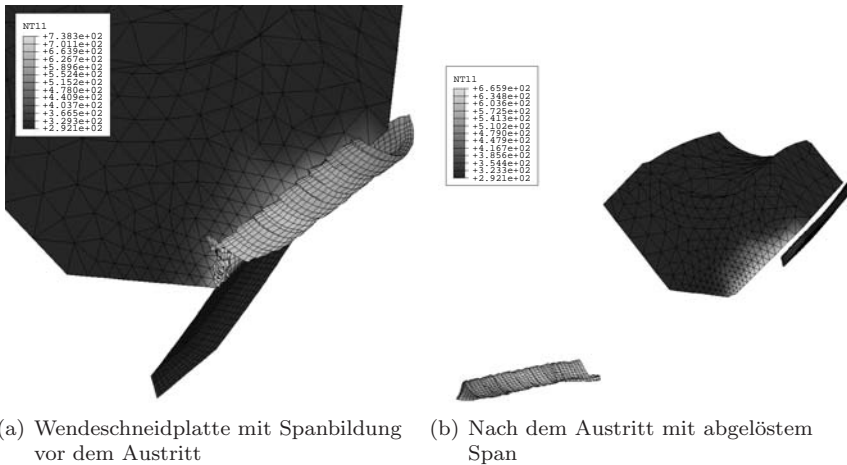 NT11
+7.383e+02
+7.011e+02
+6.639e+02
+6.267e+02
+5.896e+02
+5.524e+02
+5.152e+02
+4.780e+02
+4.409e+02
+4.037e+02
+3.665e+02
+3.293e+02
+2.921e+02
NT11
+6.659e+02
+6.348e+02
+6.036e+02
+5.725e+02
+5.413e+02
+5.102e+02
+4.790e+02
+4.479e+02
+4.167e+02
+3.856e+02
+3.544e+02
+3.233e+02
+2.921e+02
(a) Wendeschneidplatte mit Spanbildung
vor dem Austritt
(b) Nach dem Austritt mit abgelöstem
Span